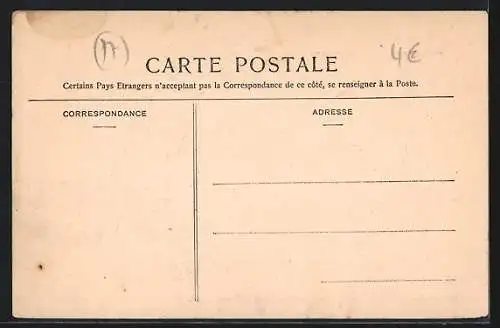 4€
CARTE POSTALE
Certains Pays Etrangers n'acceptant pas la Correspondance de ce côté, se renseigner à la Poste.
CORRESPONDANCE
ADRESSE